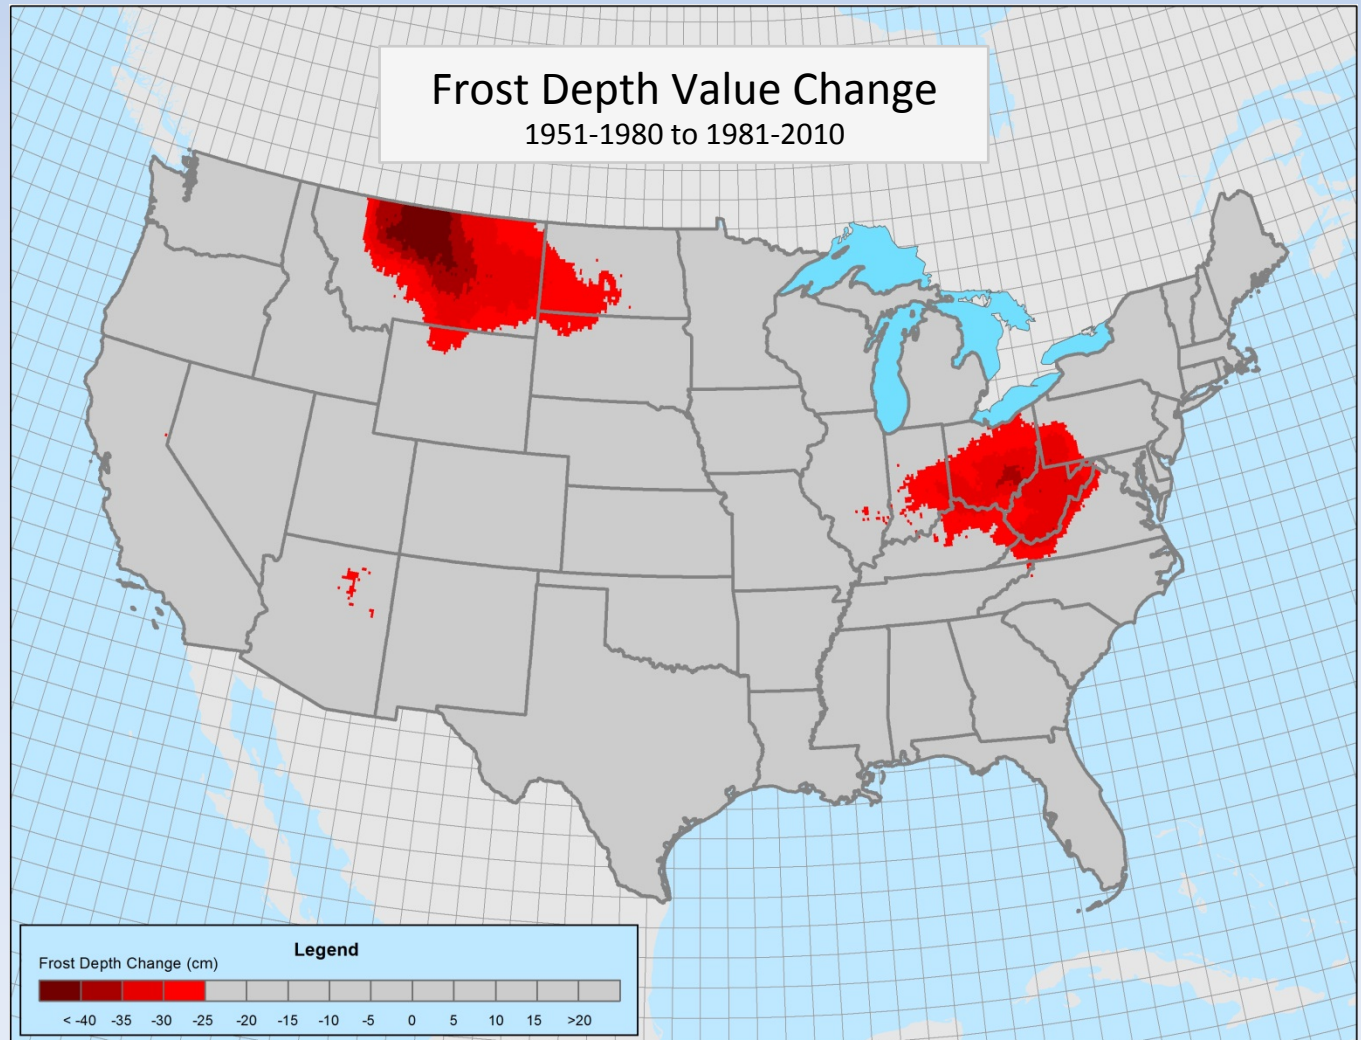 Frost Depth Value Change
1951-1980 to 1981-2010
Legend
Frost Depth Change (cm)
< -40 -35 -30 -25 -20 -15 -10 -5 0 5 10 15 >20